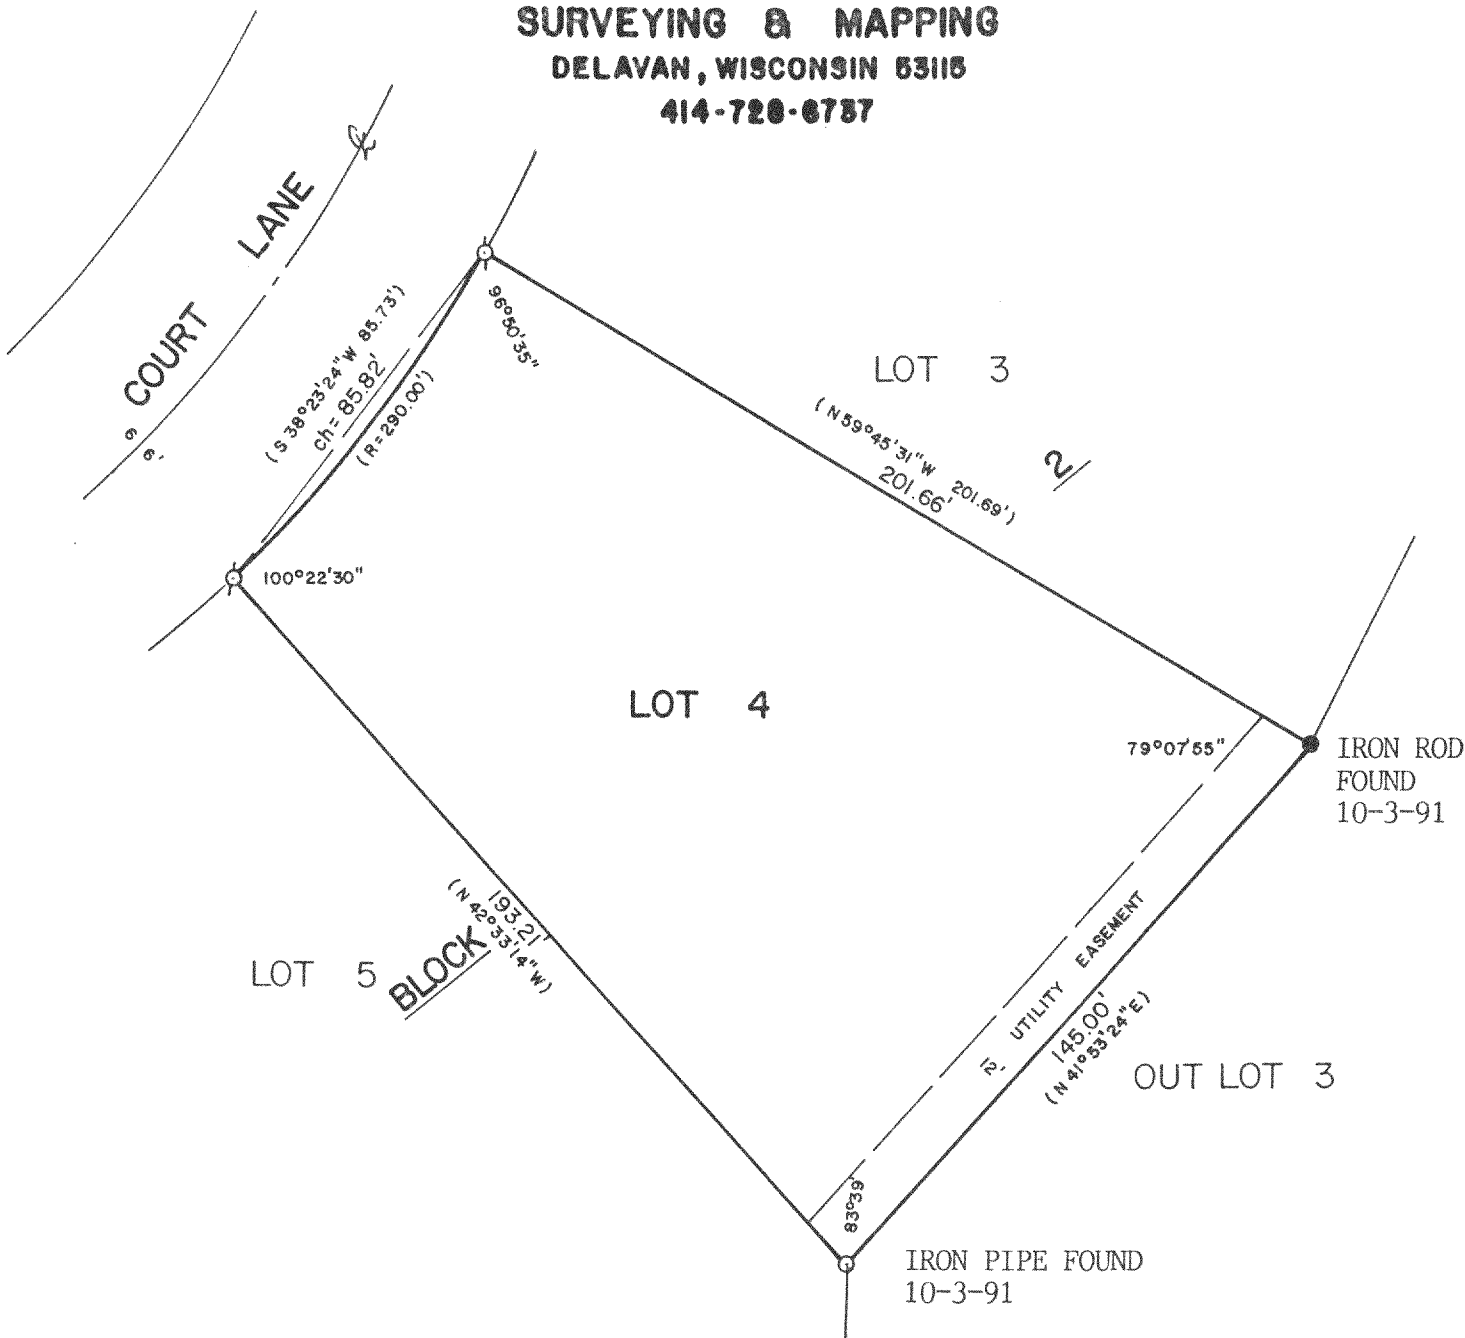 SURVEYING & MAPPING
DELAVAN, WISCONSIN 53115
414-728-6737
COURT LANE
66'
(S 38°23'24"W 85.73')
ch = 85.82'
(R=290.00')
96°50'35"
LOT 3
(N 59°45'31"W 201.69')
201.66'
2
100°22'30"
LOT 4
79°07'55"
IRON ROD
FOUND
10-3-91
193.21'
(N 42°33'14"W)
LOT 5
BLOCK
12' UTILITY EASEMENT
145.00'
(N 41°53'24"E)
OUT LOT 3
83°39'
IRON PIPE FOUND
10-3-91